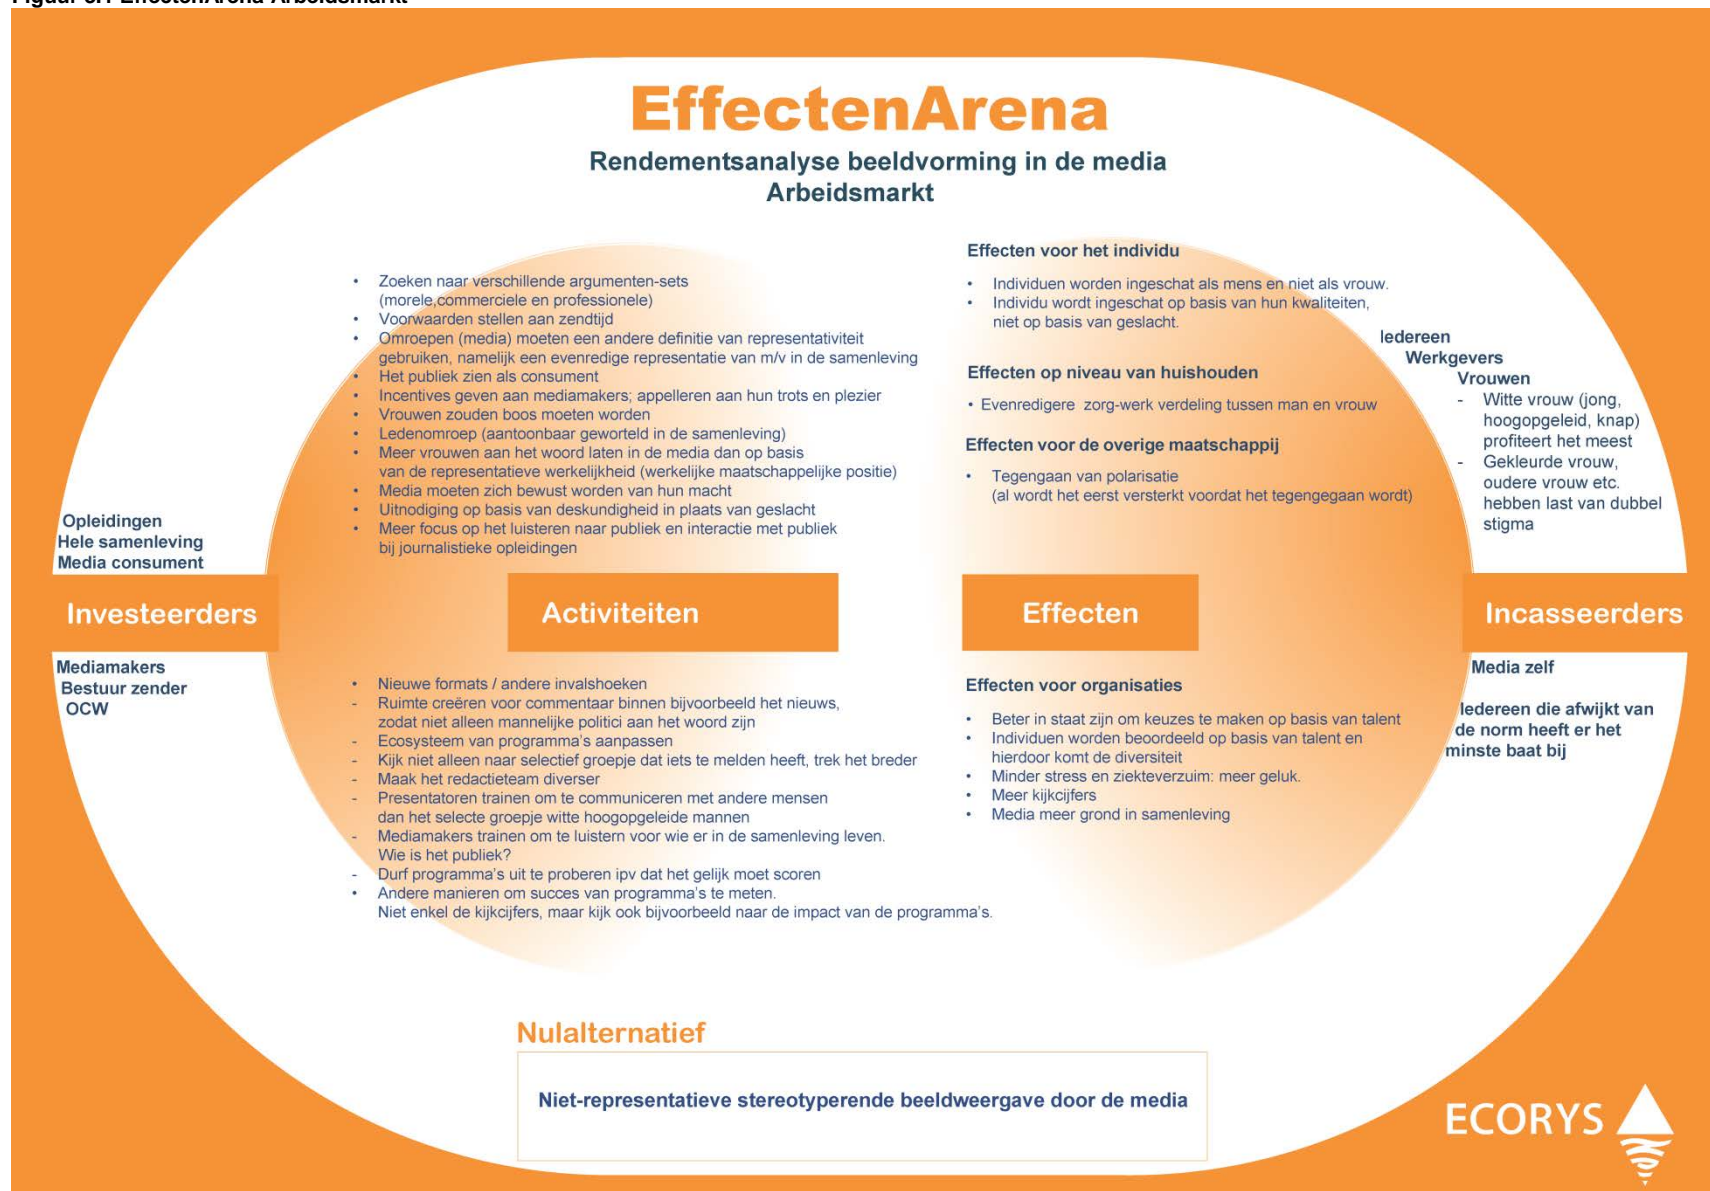 Figuur 3.1 EffectenArena Arbeidsmarkt
EffectenArena
Rendementsanalyse beeldvorming in de media
Arbeidsmarkt
Opleidingen
Hele samenleving
Media consument
Investeerders
Mediamakers
Bestuur zender
OCW
• Zoeken naar verschillende argumenten-sets
(morele,commerciele en professionele)
• Voorwaarden stellen aan zendtijd
• Omroepen (media) moeten een andere definitie van representativiteit
gebruiken, namelijk een evenredige representatie van m/v in de samenleving
• Het publiek zien als consument
• Incentives geven aan mediamakers; appelleren aan hun trots en plezier
• Vrouwen zouden boos moeten worden
• Ledenomroep (aantoonbaar geworteld in de samenleving)
• Meer vrouwen aan het woord laten in de media dan op basis
van de representatieve werkelijkheid (werkelijke maatschappelijke positie)
• Media moeten zich bewust worden van hun macht
• Uitnodiging op basis van deskundigheid in plaats van geslacht
• Meer focus op het luisteren naar publiek en interactie met publiek
bij journalistieke opleidingen
Activiteiten
• Nieuwe formats / andere invalshoeken
- Ruimte creëren voor commentaar binnen bijvoorbeeld het nieuws,
zodat niet alleen mannelijke politici aan het woord zijn
- Ecosysteem van programma's aanpassen
- Kijk niet alleen naar selectief groepje dat iets te melden heeft, trek het breder
- Maak het redactieteam diverser
- Presentatoren trainen om te communiceren met andere mensen
dan het selecte groepje witte hoogopgeleide mannen
- Mediamakers trainen om te luistern voor wie er in de samenleving leven.
Wie is het publiek?
- Durf programma's uit te proberen ipv dat het gelijk moet scoren
• Andere manieren om succes van programma's te meten.
Niet enkel de kijkcijfers, maar kijk ook bijvoorbeeld naar de impact van de programma's.
Effecten voor het individu
• Individuen worden ingeschat als mens en niet als vrouw.
• Individu wordt ingeschat op basis van hun kwaliteiten,
niet op basis van geslacht.
Effecten op niveau van huishouden
• Evenredigere zorg-werk verdeling tussen man en vrouw
Effecten voor de overige maatschappij
• Tegengaan van polarisatie
(al wordt het eerst versterkt voordat het tegengegaan wordt)
Effecten
Effecten voor organisaties
• Beter in staat zijn om keuzes te maken op basis van talent
• Individuen worden beoordeeld op basis van talent en
hierdoor komt de diversiteit
• Minder stress en ziekteverzuim: meer geluk.
• Meer kijkcijfers
• Media meer grond in samenleving
Iedereen
Werkgevers
Vrouwen
- Witte vrouw (jong,
hoogopgeleid, knap)
profiteert het meest
- Gekleurde vrouw,
oudere vrouw etc.
hebben last van dubbel
stigma
Incasseerders
Media zelf
Iedereen die afwijkt van
de norm heeft er het
minste baat bij
Nulalternatief
Niet-representatieve stereotyperende beeldweergave door de media
ECORYS